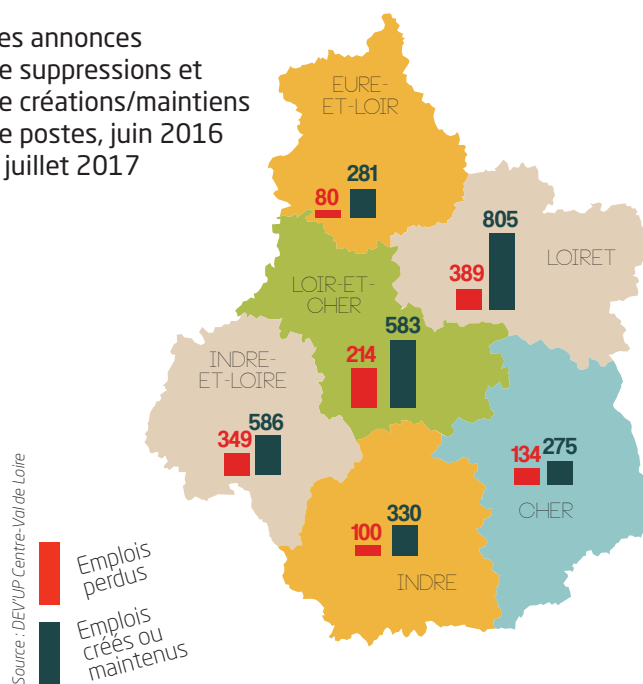 es annonces
e suppressions et
e créations/maintiens
e postes, juin 2016
juillet 2017
EURE-
ET-LOIR
80
281
LOIRET
389
805
LOIR-ET-
CHER
214
583
INDRE-
ET-LOIRE
349
586
134
275
CHER
100
330
INDRE
Emplois
perdus
Emplois
créés ou
maintenus
Source : DEV'UP Centre-Val de Loire